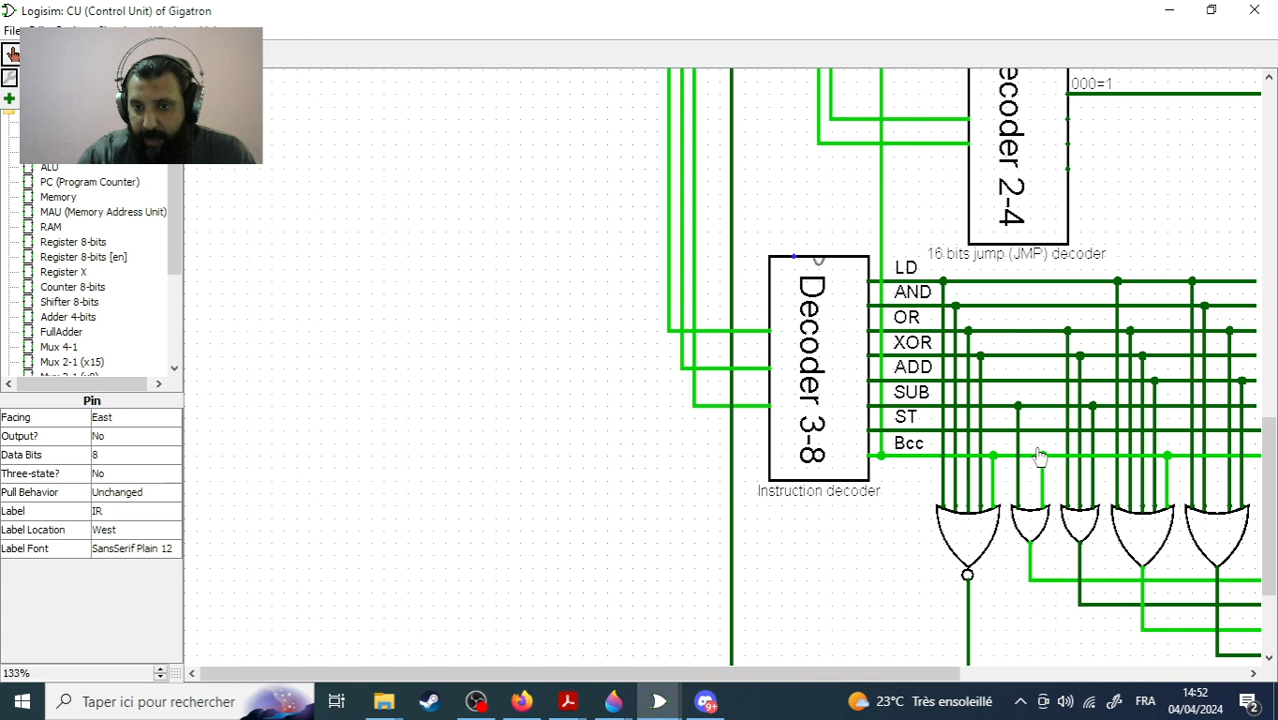 Logisim: CU (Control Unit) of Gigatron
File
ALU
PC (Program Counter)
Memory
MAU (Memory Address Unit)
RAM
Register 8-bits
Register 8-bits [en]
Register X
Counter 8-bits
Shifter 8-bits
Adder 4-bits
FullAdder
Mux 4-1
Mux 2-1 (x15)
Pin
Facing East
Output? No
Data Bits 8
Three-state? No
Pull Behavior Unchanged
Label IR
Label Location West
Label Font SansSerif Plain 12
133%
000=1
ecoder 2-4
16 bits jump (JMP) decoder
Decoder 3-8
Instruction decoder
LD
AND
OR
XOR
ADD
SUB
ST
Bcc
Taper ici pour rechercher
9+
23°C Très ensoleillé
FRA
14:52
04/04/2024
2